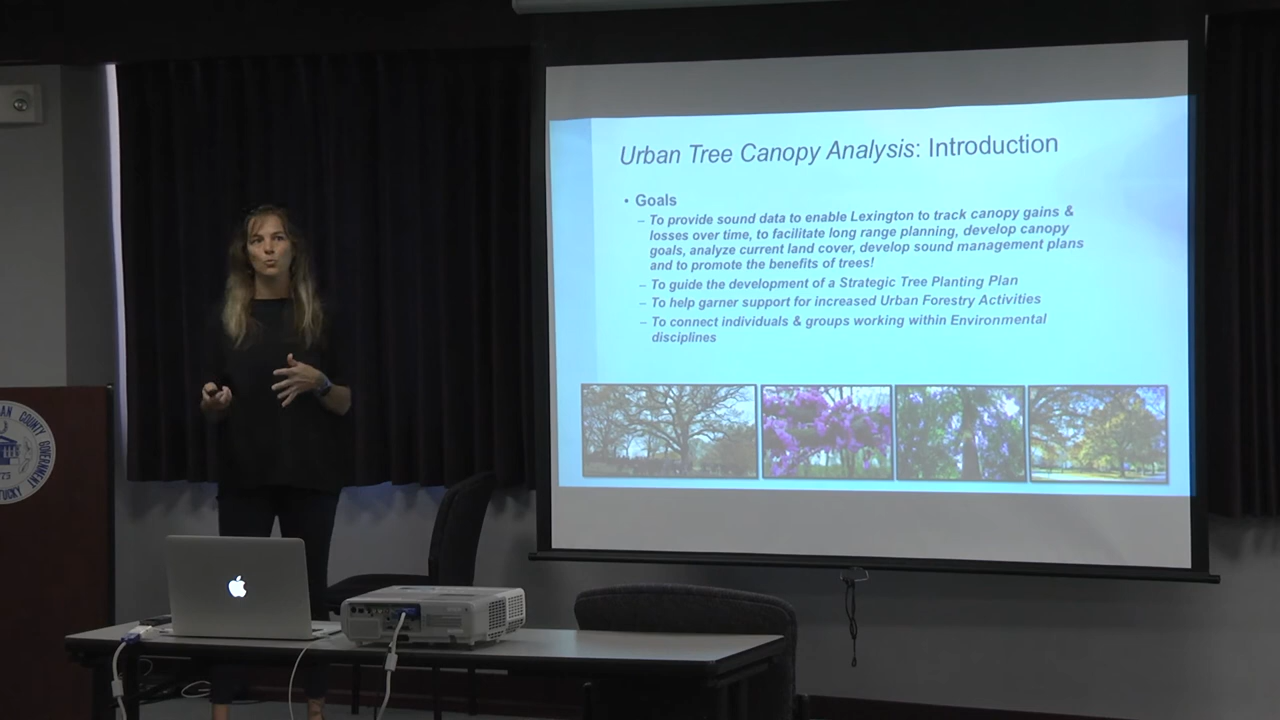 Urban Tree Canopy Analysis: Introduction
• Goals
– To provide sound data to enable Lexington to track canopy gains &
losses over time, to facilitate long range planning, develop canopy
goals, analyze current land cover, develop sound management plans
and to promote the benefits of trees!
– To guide the development of a Strategic Tree Planting Plan
– To help garner support for increased Urban Forestry Activities
– To connect individuals & groups working within Environmental
disciplines
AN COUNTY GOVERNMENT
UCKY